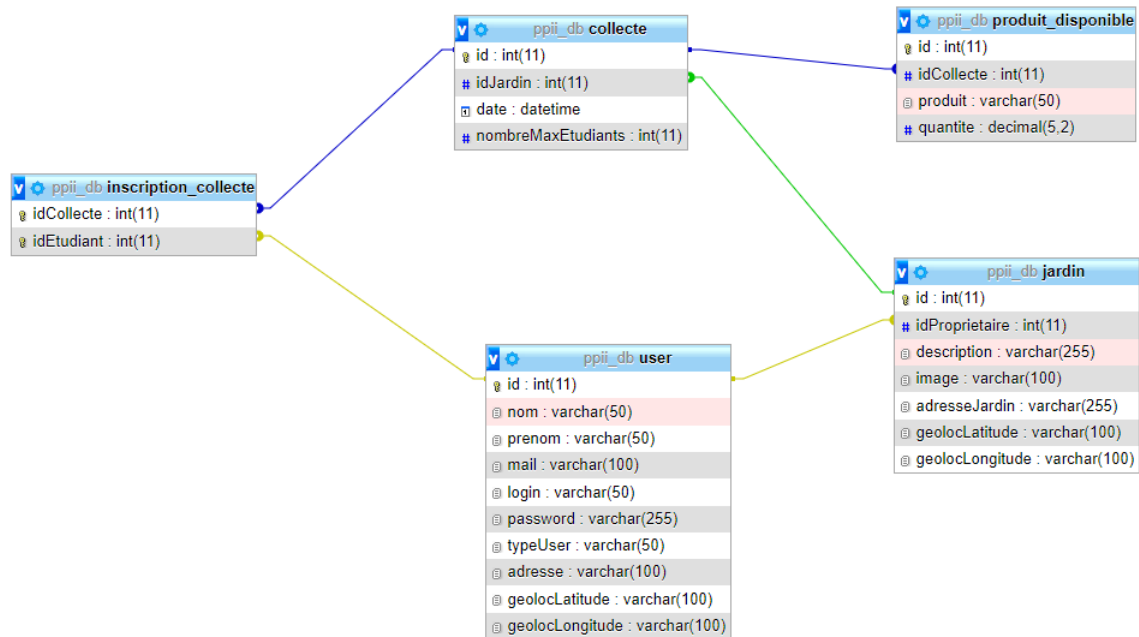 ppii_db collecte
id : int(11)
idJardin : int(11)
date : datetime
nombreMaxEtudiants : int(11)
ppii_db produit_disponible
id : int(11)
idCollecte : int(11)
produit : varchar(50)
quantite : decimal(5,2)
ppii_db inscription_collecte
idCollecte : int(11)
idEtudiant : int(11)
ppii_db jardin
id : int(11)
idProprietaire : int(11)
description : varchar(255)
image : varchar(100)
adresseJardin : varchar(255)
geolocLatitude : varchar(100)
geolocLongitude : varchar(100)
ppii_db user
id : int(11)
nom : varchar(50)
prenom : varchar(50)
mail : varchar(100)
login : varchar(50)
password : varchar(255)
typeUser : varchar(50)
adresse : varchar(100)
geolocLatitude : varchar(100)
geolocLongitude : varchar(100)